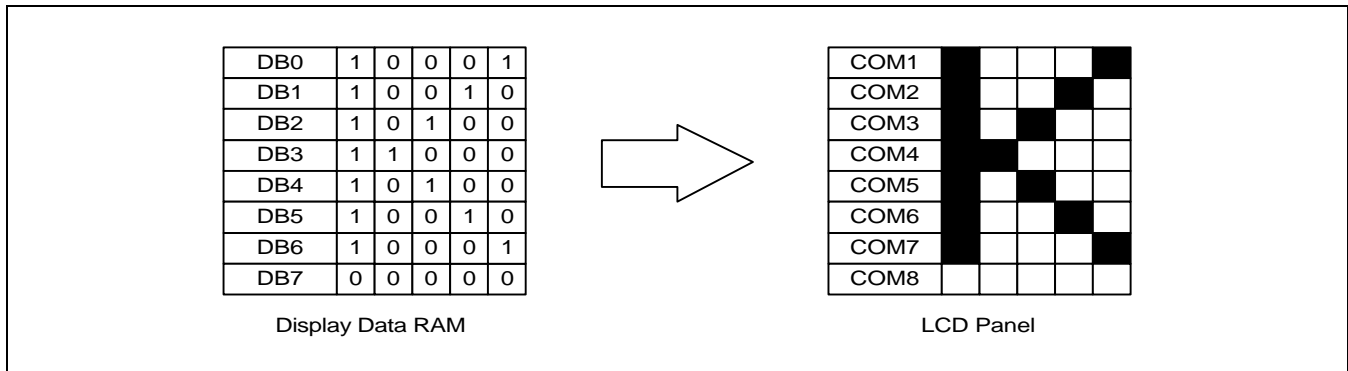 DB0 1 0 0 0 1 COM1
DB1 1 0 0 1 0 COM2
DB2 1 0 1 0 0 COM3
DB3 1 1 0 0 0 COM4
DB4 1 0 1 0 0 COM5
DB5 1 0 0 1 0 COM6
DB6 1 0 0 0 1 COM7
DB7 0 0 0 0 0 COM8
Display Data RAM LCD Panel